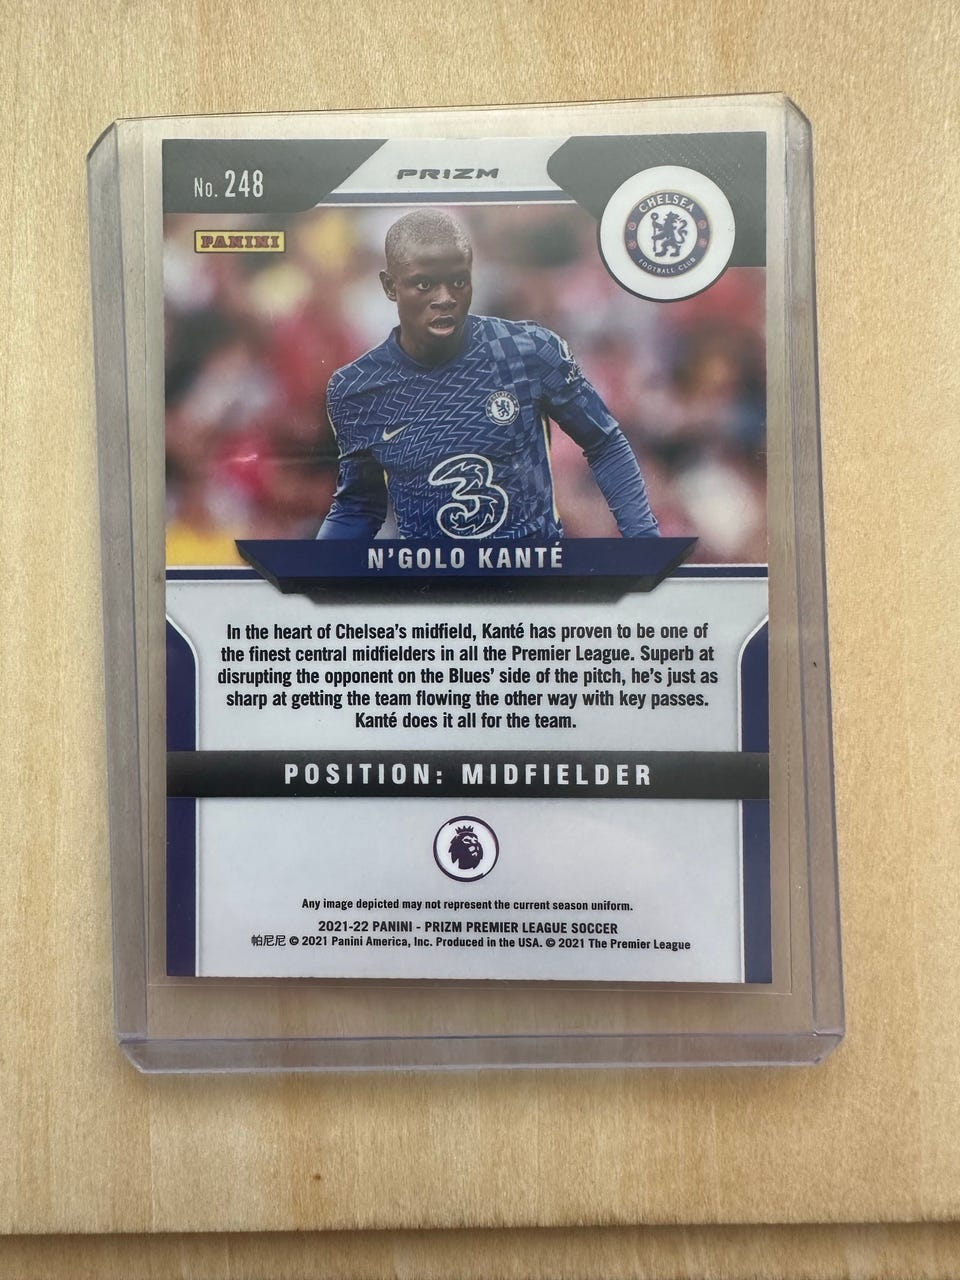 No. 248
PRIZM
PANINI
CHELSEA
FOOTBALL CLUB
3
N'GOLO KANTÉ
In the heart of Chelsea's midfield, Kanté has proven to be one of
the finest central midfielders in all the Premier League. Superb at
disrupting the opponent on the Blues' side of the pitch, he's just as
sharp at getting the team flowing the other way with key passes.
Kanté does it all for the team.
POSITION: MIDFIELDER
Any image depicted may not represent the current season uniform.
2021-22 PANINI - PRIZM PREMIER LEAGUE SOCCER
帕尼尼 © 2021 Panini America, Inc. Produced in the USA. © 2021 The Premier League